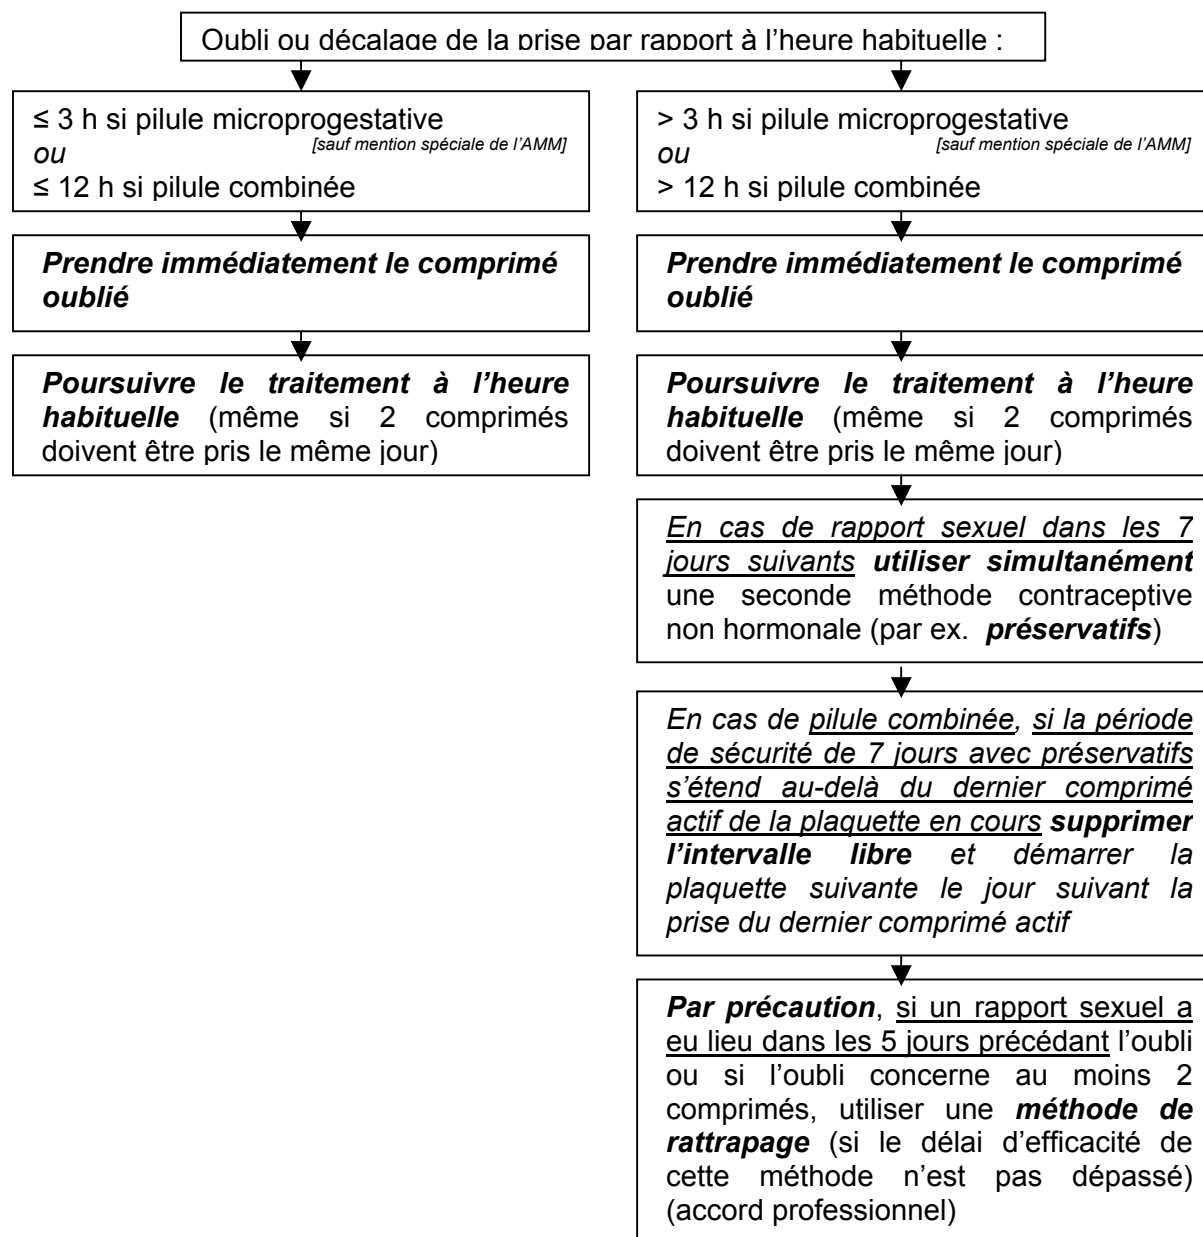 Oubli ou décalage de la prise par rapport à l'heure habituelle :
≤ 3 h si pilule microprogestative
[sauf mention spéciale de l'AMM]
ou
≤ 12 h si pilule combinée
Prendre immédiatement le comprimé
oublié
Poursuivre le traitement à l'heure
habituelle (même si 2 comprimés
doivent être pris le même jour)
> 3 h si pilule microprogestative
[sauf mention spéciale de l'AMM]
ou
> 12 h si pilule combinée
Prendre immédiatement le comprimé
oublié
Poursuivre le traitement à l'heure
habituelle (même si 2 comprimés
doivent être pris le même jour)
En cas de rapport sexuel dans les 7
jours suivants utiliser simultanément
une seconde méthode contraceptive
non hormonale (par ex. préservatifs)
En cas de pilule combinée, si la période
de sécurité de 7 jours avec préservatifs
s'étend au-delà du dernier comprimé
actif de la plaquette en cours supprimer
l'intervalle libre et démarrer la
plaquette suivante le jour suivant la
prise du dernier comprimé actif
Par précaution, si un rapport sexuel a
eu lieu dans les 5 jours précédant l'oubli
ou si l'oubli concerne au moins 2
comprimés, utiliser une méthode de
rattrapage (si le délai d'efficacité de
cette méthode n'est pas dépassé)
(accord professionnel)